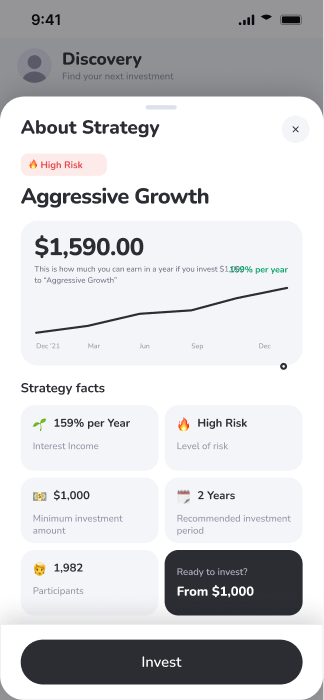 9:41
Discovery
Find your next investment
About Strategy
×
🔥 High Risk
Aggressive Growth
$1,590.00
This is how much you can earn in a year if you invest
159% per year
to "Aggressive Growth"
Dec '21 Mar Jun Sep Dec
Strategy facts
🌱 159% per Year
Interest Income
🔥 High Risk
Level of risk
💵 $1,000
Minimum investment
amount
🗓 2 Years
Recommended investment
period
👨 1,982
Participants
Ready to invest?
From $1,000
Invest